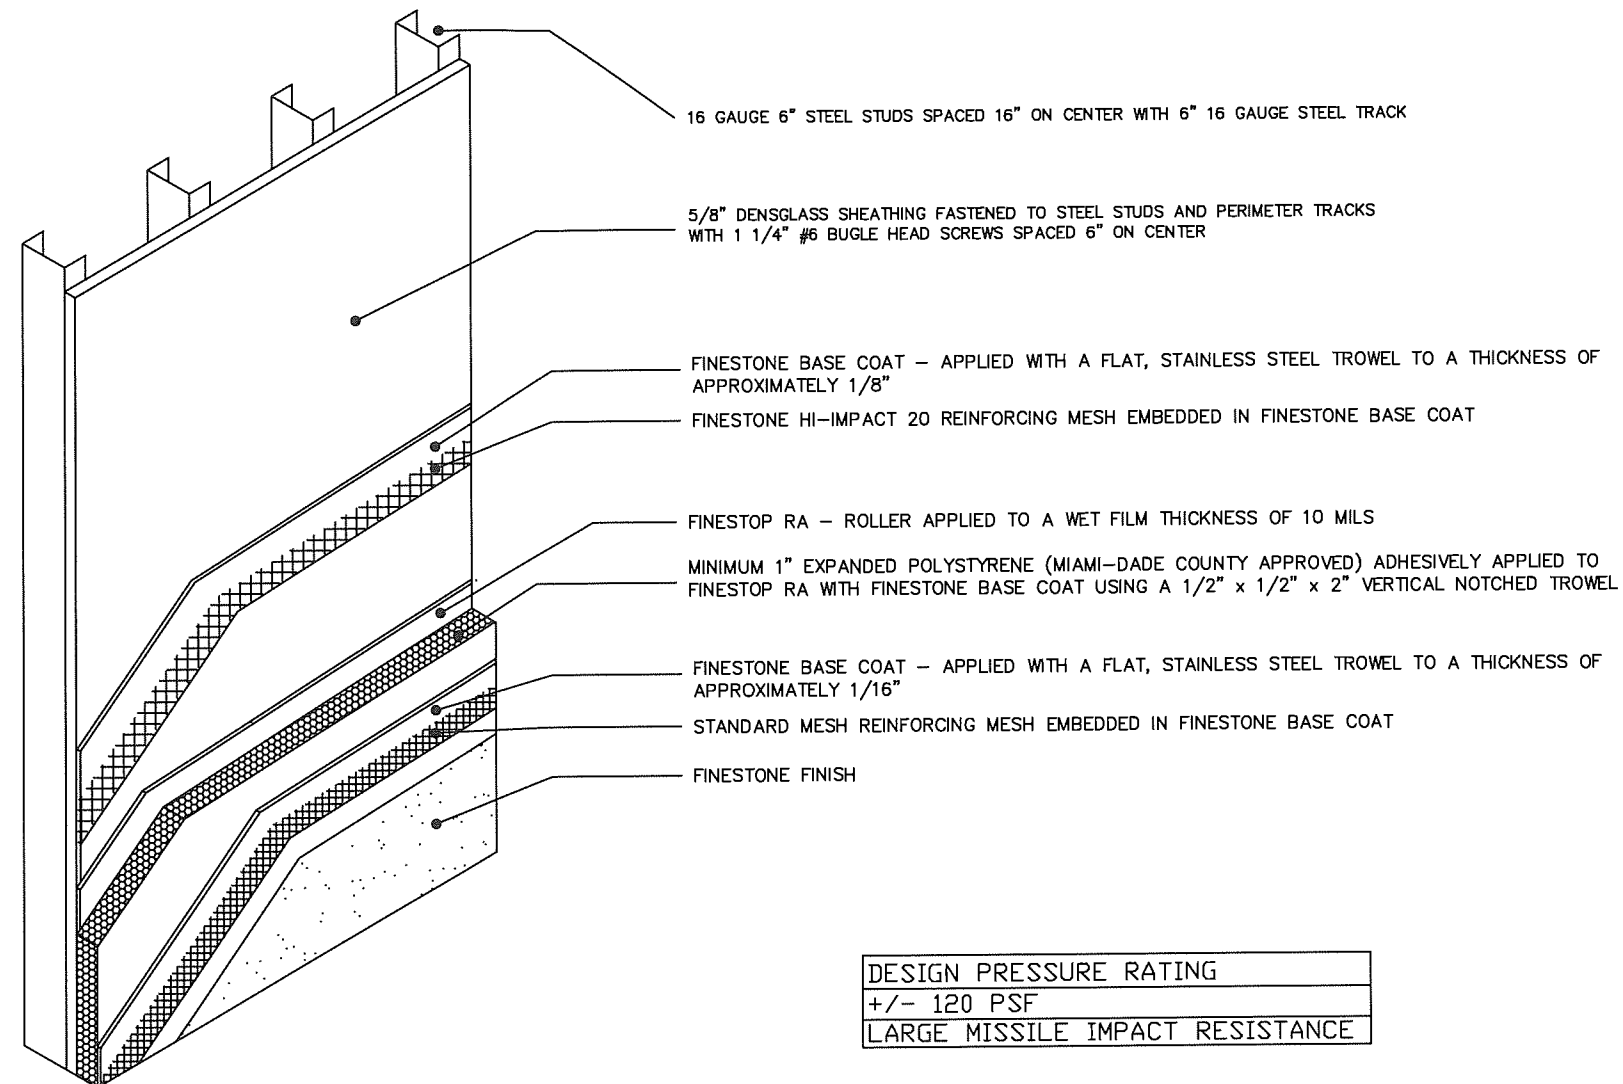 16 GAUGE 6" STEEL STUDS SPACED 16" ON CENTER WITH 6" 16 GAUGE STEEL TRACK
5/8" DENSGLASS SHEATHING FASTENED TO STEEL STUDS AND PERIMETER TRACKS
WITH 1 1/4" #6 BUGLE HEAD SCREWS SPACED 6" ON CENTER
FINESTONE BASE COAT – APPLIED WITH A FLAT, STAINLESS STEEL TROWEL TO A THICKNESS OF
APPROXIMATELY 1/8"
FINESTONE HI-IMPACT 20 REINFORCING MESH EMBEDDED IN FINESTONE BASE COAT
FINESTOP RA – ROLLER APPLIED TO A WET FILM THICKNESS OF 10 MILS
MINIMUM 1" EXPANDED POLYSTYRENE (MIAMI-DADE COUNTY APPROVED) ADHESIVELY APPLIED TO
FINESTOP RA WITH FINESTONE BASE COAT USING A 1/2" x 1/2" x 2" VERTICAL NOTCHED TROWEL
FINESTONE BASE COAT – APPLIED WITH A FLAT, STAINLESS STEEL TROWEL TO A THICKNESS OF
APPROXIMATELY 1/16"
STANDARD MESH REINFORCING MESH EMBEDDED IN FINESTONE BASE COAT
FINESTONE FINISH
DESIGN PRESSURE RATING
+/- 120 PSF
LARGE MISSILE IMPACT RESISTANCE